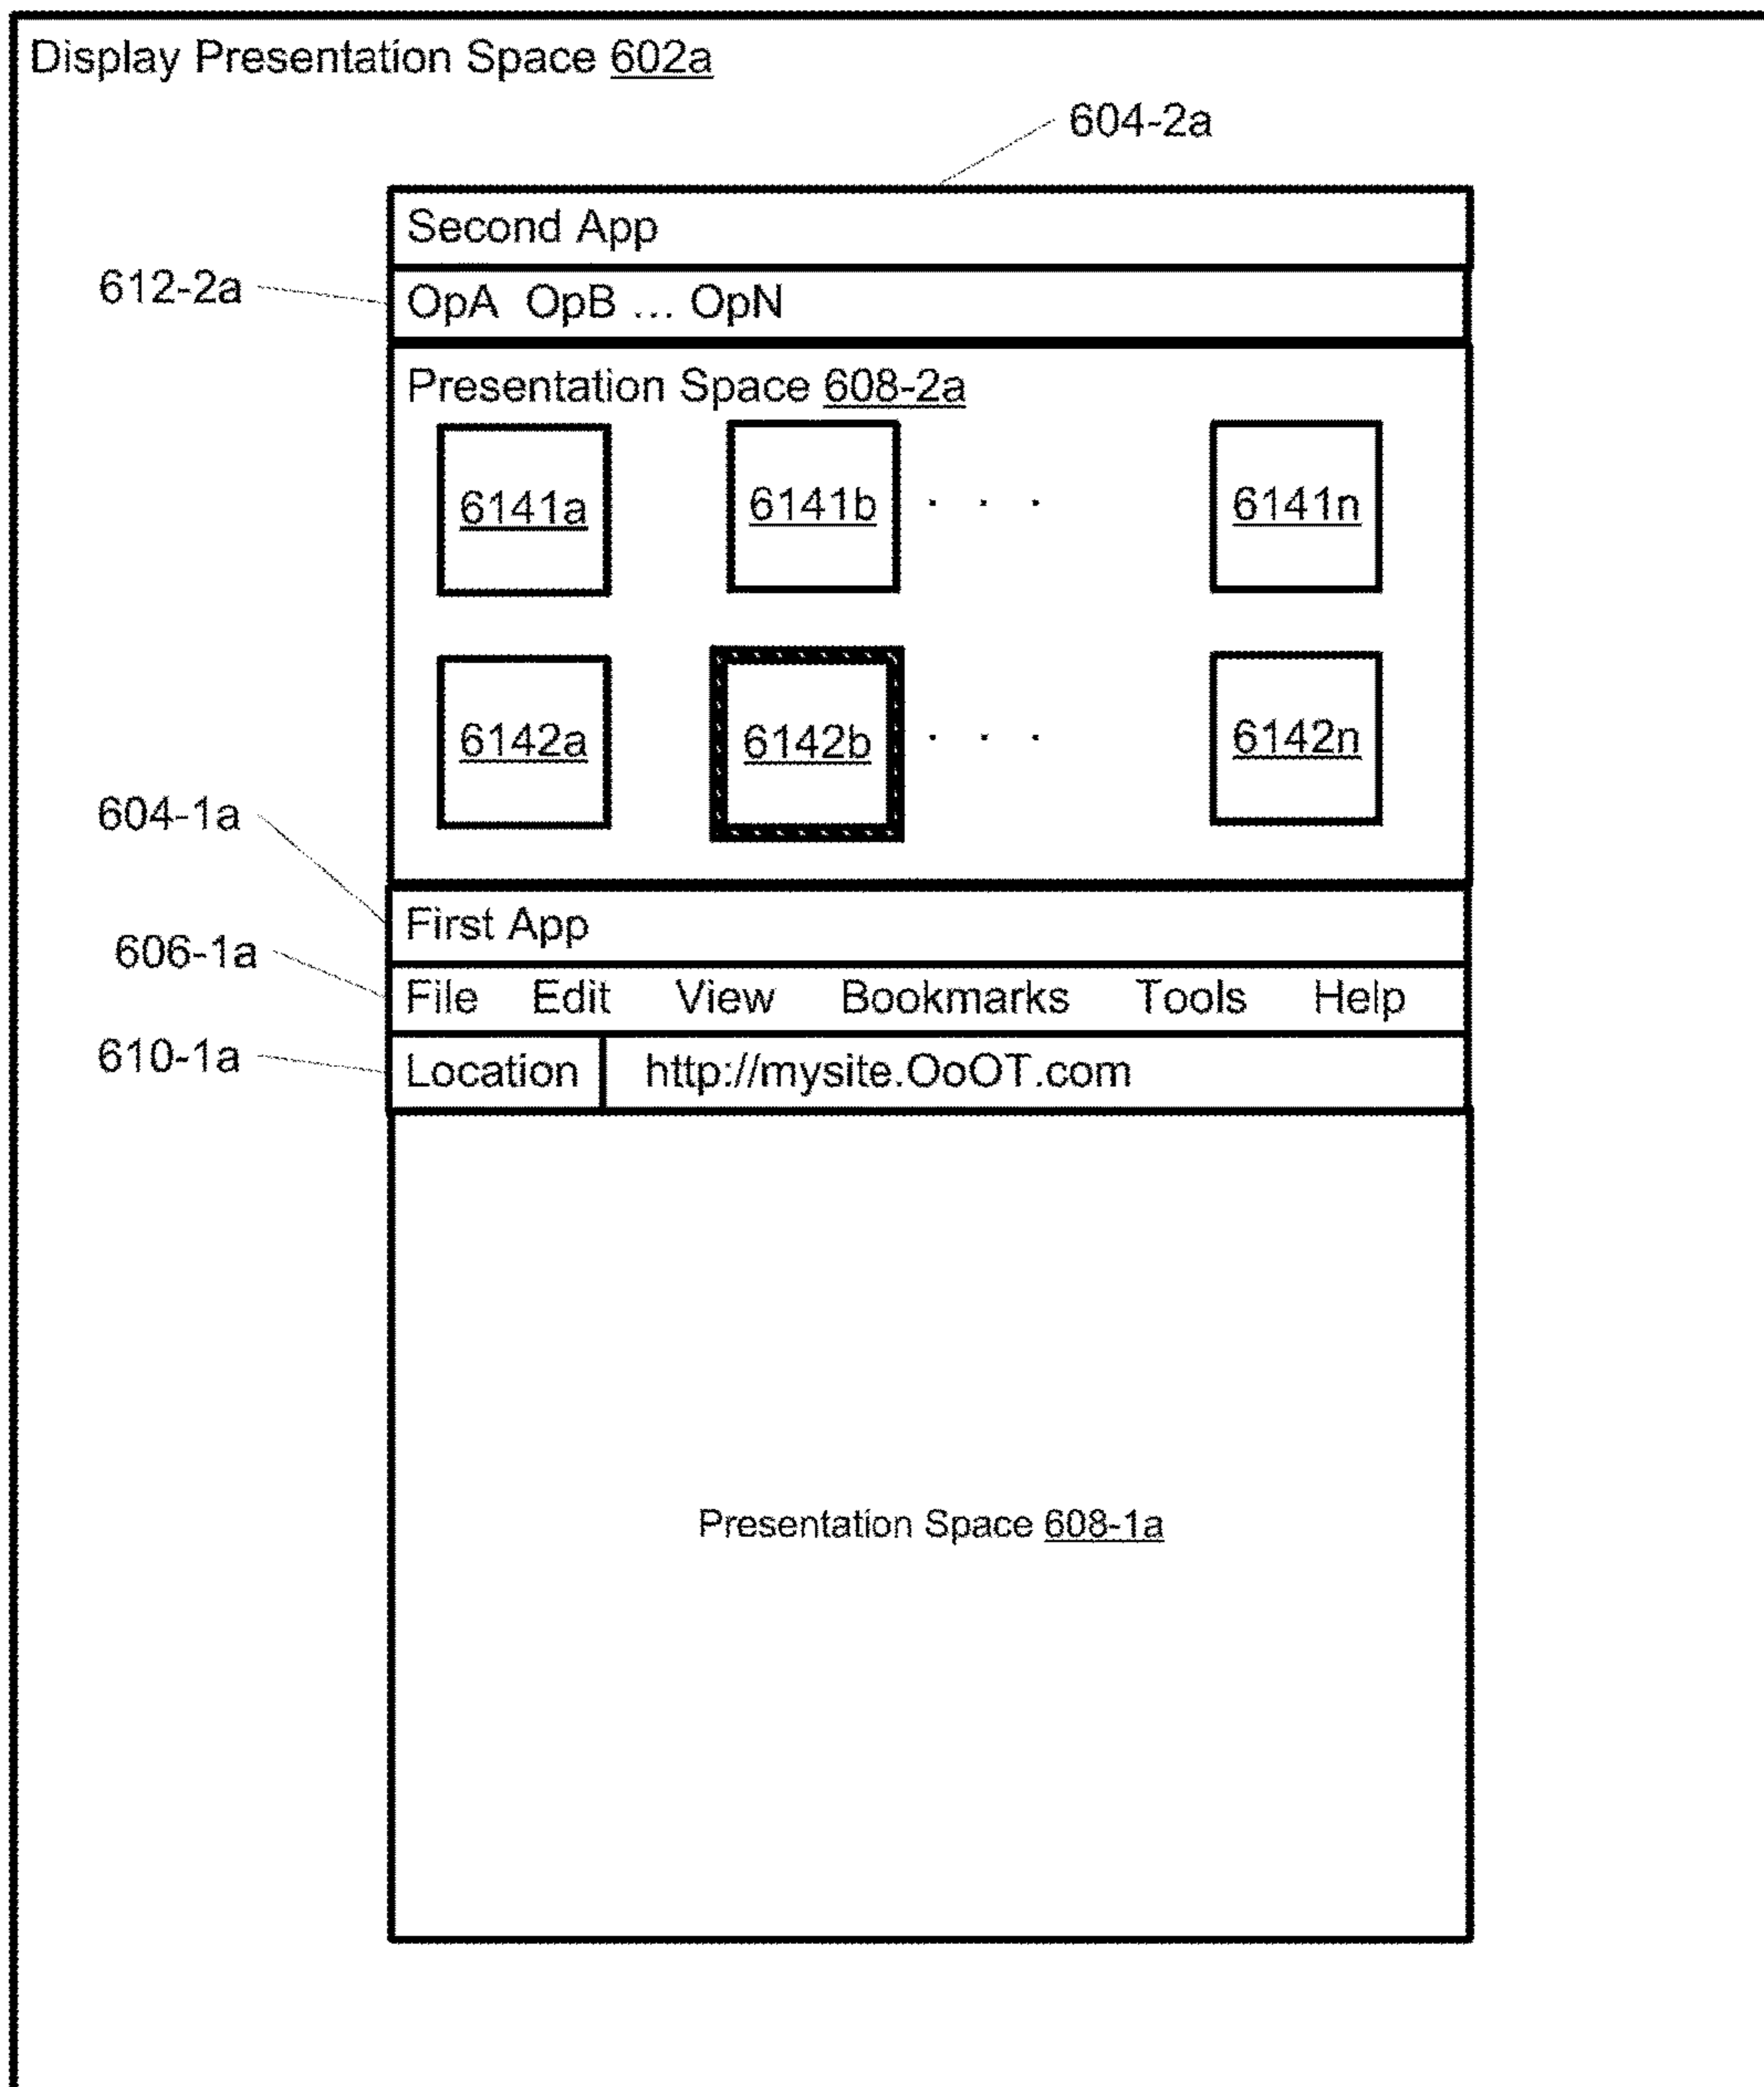 Display Presentation Space 602a
604-2a
Second App
612-2a
OpA OpB ... OpN
Presentation Space 608-2a
6141a 6141b . . . 6141n
6142a 6142b . . . 6142n
604-1a
First App
606-1a
File Edit View Bookmarks Tools Help
610-1a
Location http://mysite.OoOT.com
Presentation Space 608-1a